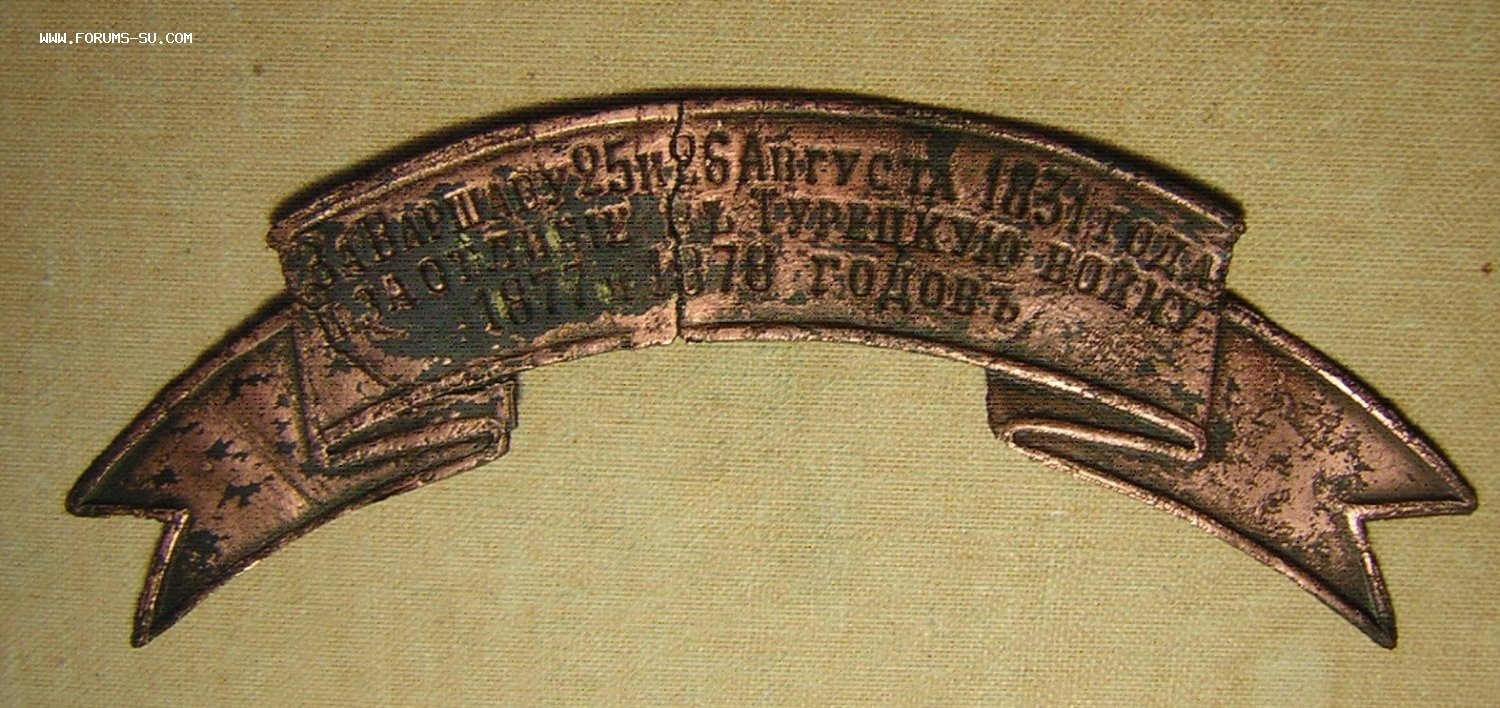 WWW.FORUMS-SU.COM
За Варшаву 25 и 26 Августа 1831 года
и за отличіе въ Турецкую войну
1877 и 1878 годовъ